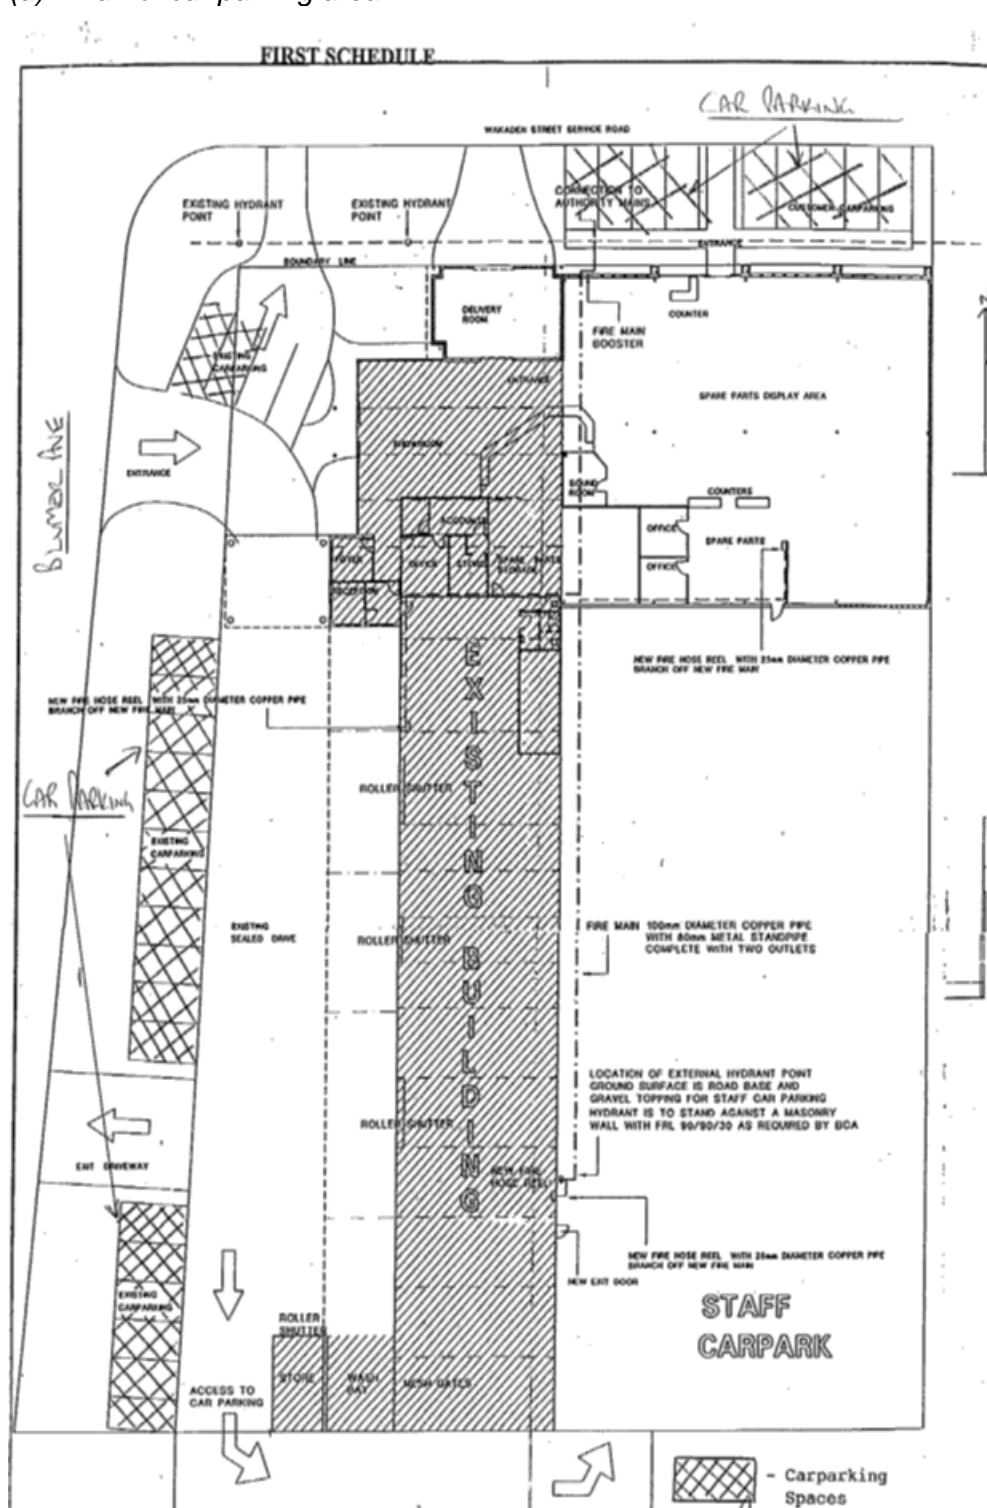 FIRST SCHEDULE
CAR PARKING
WAKADEN STREET SERVICE ROAD
EXISTING HYDRANT
POINT
EXISTING HYDRANT
POINT
CONNECTION TO
AUTHORITY MAINS
CUSTOMER CARPARKING
ENTRANCE
BOUNDARY LINE
DELIVERY
ROOM
COUNTER
FIRE MAIN
BOOSTER
EXISTING
CARPARKING
ENTRANCE
SPARE PARTS DISPLAY AREA
SHOWROOM
BLUMER AVE
ENTRANCE
SOUND
ROOM
COUNTERS
ACCOUNTS
OFFICE
SPARE PARTS
FOYER
OFFICE
STORE
SPARE PARTS
STORAGE
OFFICE
RECEPTION
NEW FIRE HOSE REEL WITH 25mm DIAMETER COPPER PIPE
BRANCH OFF NEW FIRE MAIN
NEW FIRE HOSE REEL WITH 25mm DIAMETER COPPER PIPE
BRANCH OFF NEW FIRE MAIN
EXISTING BUILDING
ROLLER SHUTTER
CAR PARKING
EXISTING
CARPARKING
EXISTING
SEALED DRIVE
ROLLER SHUTTER
FIRE MAIN 100mm DIAMETER COPPER PIPE
WITH 80mm METAL STANDPIPE
COMPLETE WITH TWO OUTLETS
LOCATION OF EXTERNAL HYDRANT POINT
GROUND SURFACE IS ROAD BASE AND
GRAVEL TOPPING FOR STAFF CAR PARKING
HYDRANT IS TO STAND AGAINST A MASONRY
WALL WITH FRL 90/90/30 AS REQUIRED BY BCA
ROLLER SHUTTER
EXIT DRIVEWAY
NEW FIRE
HOSE REEL
NEW FIRE HOSE REEL WITH 25mm DIAMETER COPPER PIPE
BRANCH OFF NEW FIRE MAIN
NEW EXIT DOOR
EXISTING
CARPARKING
STAFF
CARPARK
ROLLER
SHUTTER
STORE
WASH
BAY
MESH GATES
ACCESS TO
CAR PARKING
- Carparking
Spaces